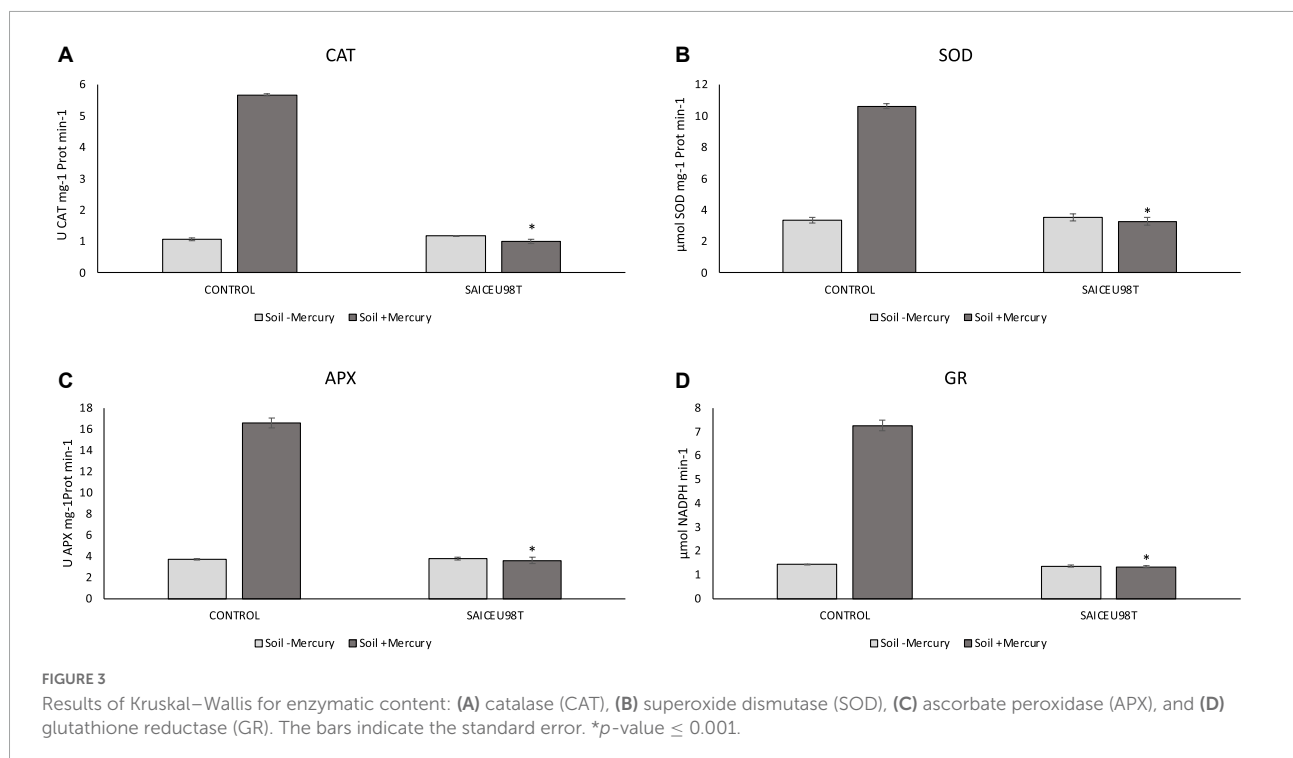 A
CAT
U CAT mg-1 Prot min-1
6
5
4
3
2
1
0
*
CONTROL
SAICEU98T
Soil -Mercury
Soil +Mercury
B
SOD
µmol SOD mg-1 Prot min-1
12
10
8
6
4
2
0
*
CONTROL
SAICEU98T
Soil -Mercury
Soil +Mercury
C
APX
U APX mg-1Prot min-1
18
16
14
12
10
8
6
4
2
0
*
CONTROL
SAICEU98T
Soil -Mercury
Soil +Mercury
D
GR
µmol NADPH min-1
8
7
6
5
4
3
2
1
0
*
CONTROL
SAICEU98T
Soil -Mercury
Soil +Mercury
FIGURE 3
Results of Kruskal–Wallis for enzymatic content: (A) catalase (CAT), (B) superoxide dismutase (SOD), (C) ascorbate peroxidase (APX), and (D)
glutathione reductase (GR). The bars indicate the standard error. *p-value ≤ 0.001.